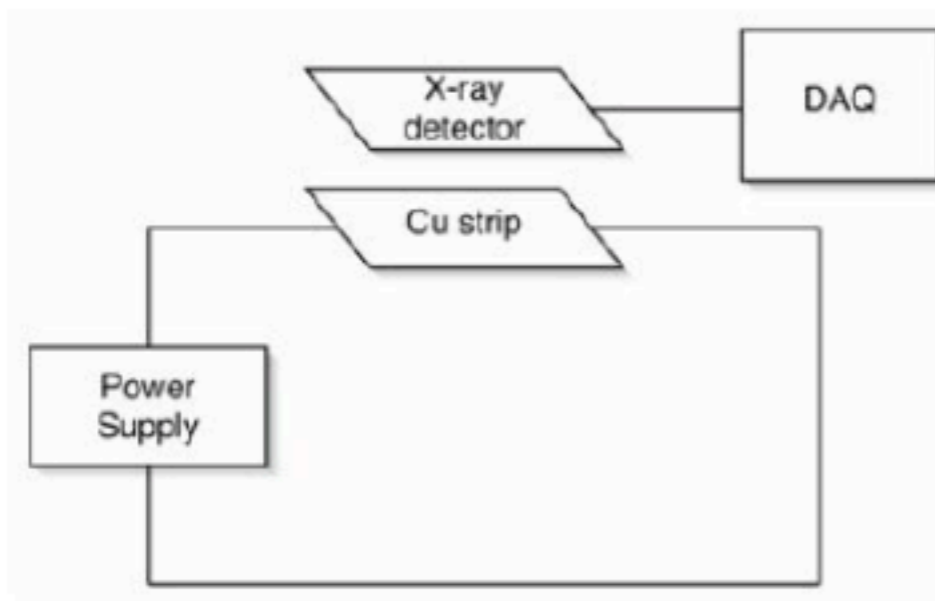 X-ray
detector
DAQ
Cu strip
Power
Supply